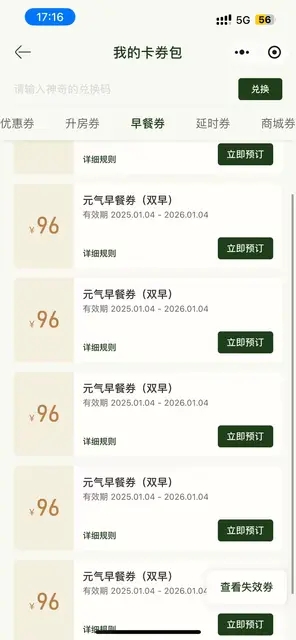 17:16
5G 56
我的卡券包
请输入神奇的兑换码
兑换
优惠券 升房券 早餐券 延时券 商城券
详细规则
立即预订
¥96
元气早餐券（双早）
有效期 2025.01.04 - 2026.01.04
详细规则
立即预订
¥96
元气早餐券（双早）
有效期 2025.01.04 - 2026.01.04
详细规则
立即预订
¥96
元气早餐券（双早）
有效期 2025.01.04 - 2026.01.04
详细规则
立即预订
¥96
元气早餐券（双早）
有效期 2025.01.04 - 2026.01.04
详细规则
立即预订
¥96
元气早餐券（双早）
有效期 2025.01.04 - 2026.01.04
查看失效券
详细规则
立即预订